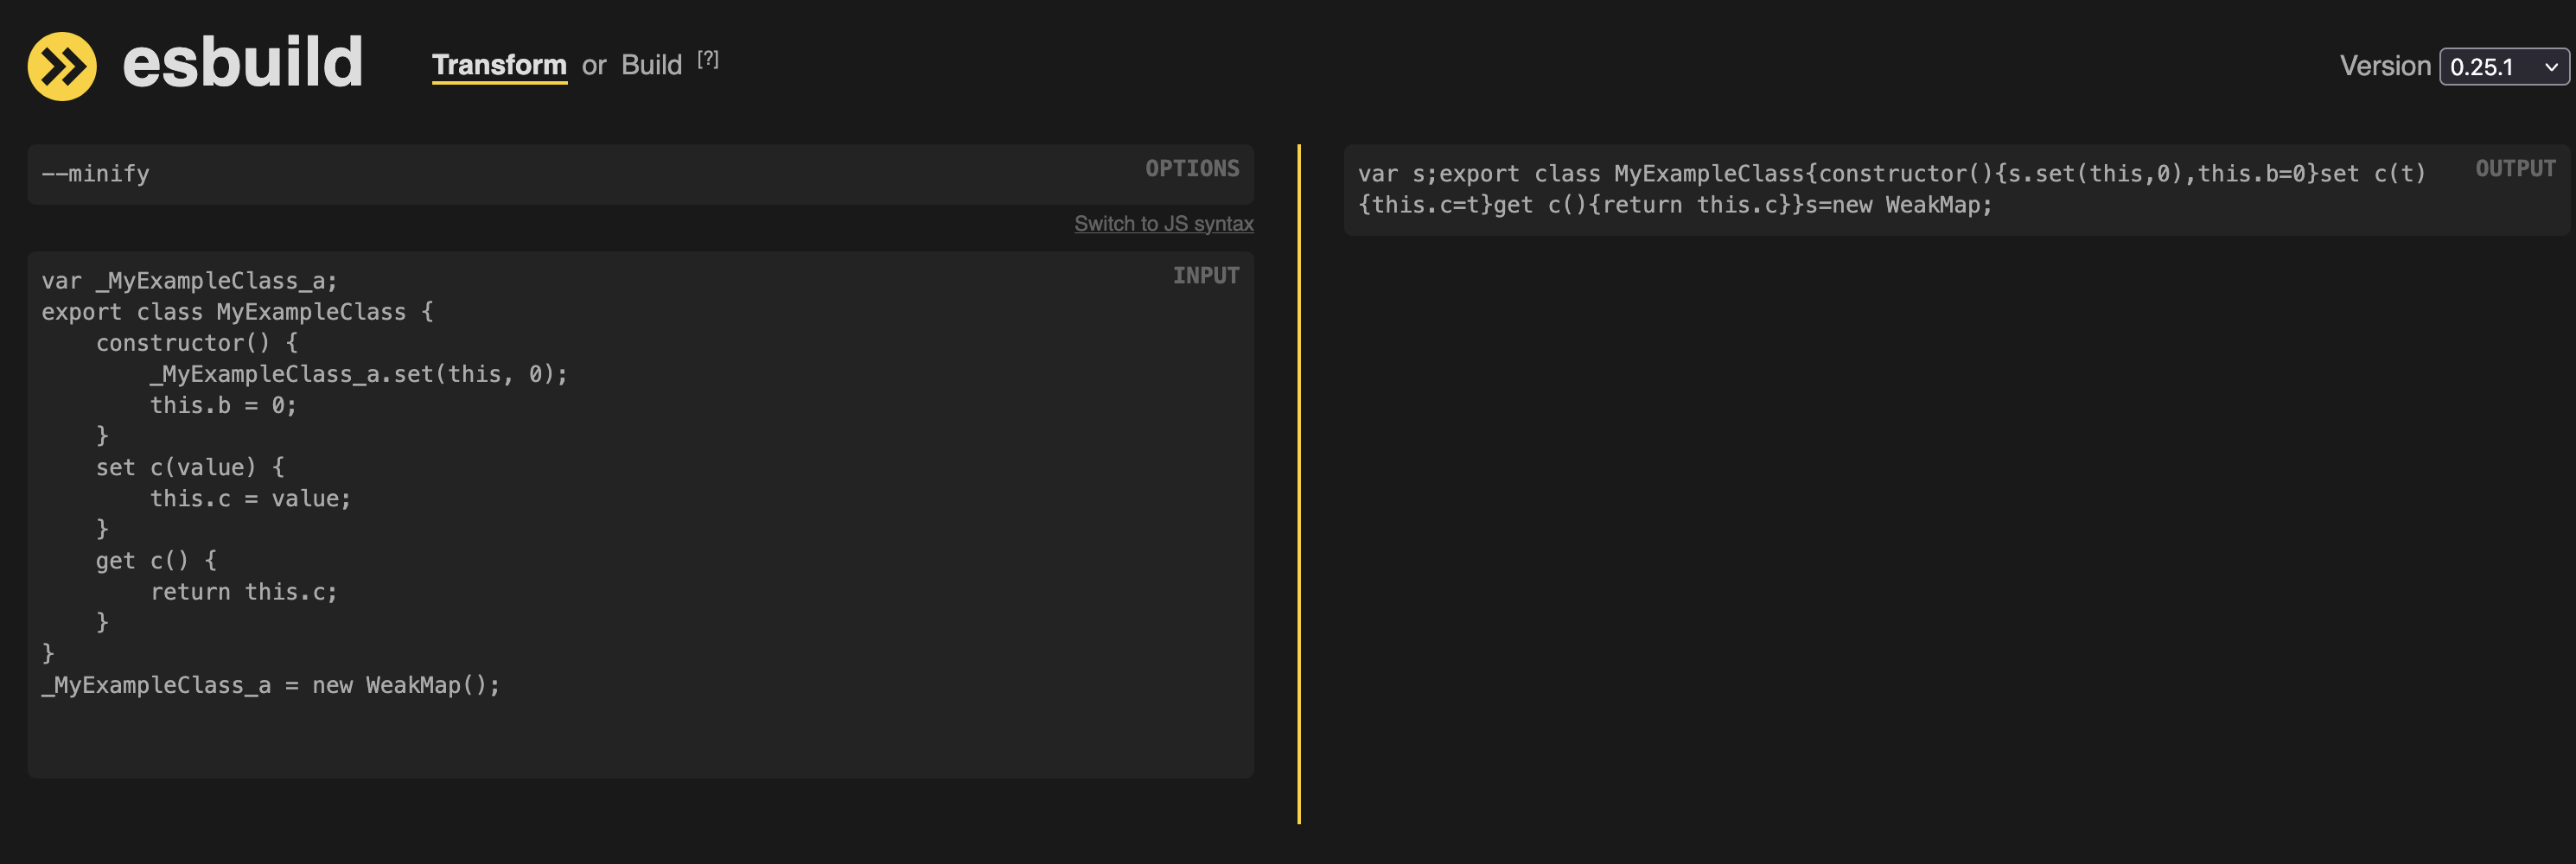 esbuild
Transform or Build [?]
Version 0.25.1
--minify
OPTIONS
Switch to JS syntax
var _MyExampleClass_a;
INPUT
export class MyExampleClass {
    constructor() {
        _MyExampleClass_a.set(this, 0);
        this.b = 0;
    }
    set c(value) {
        this.c = value;
    }
    get c() {
        return this.c;
    }
}
_MyExampleClass_a = new WeakMap();
var s;export class MyExampleClass{constructor(){s.set(this,0),this.b=0}set c(t)
OUTPUT
{this.c=t}get c(){return this.c}}s=new WeakMap;